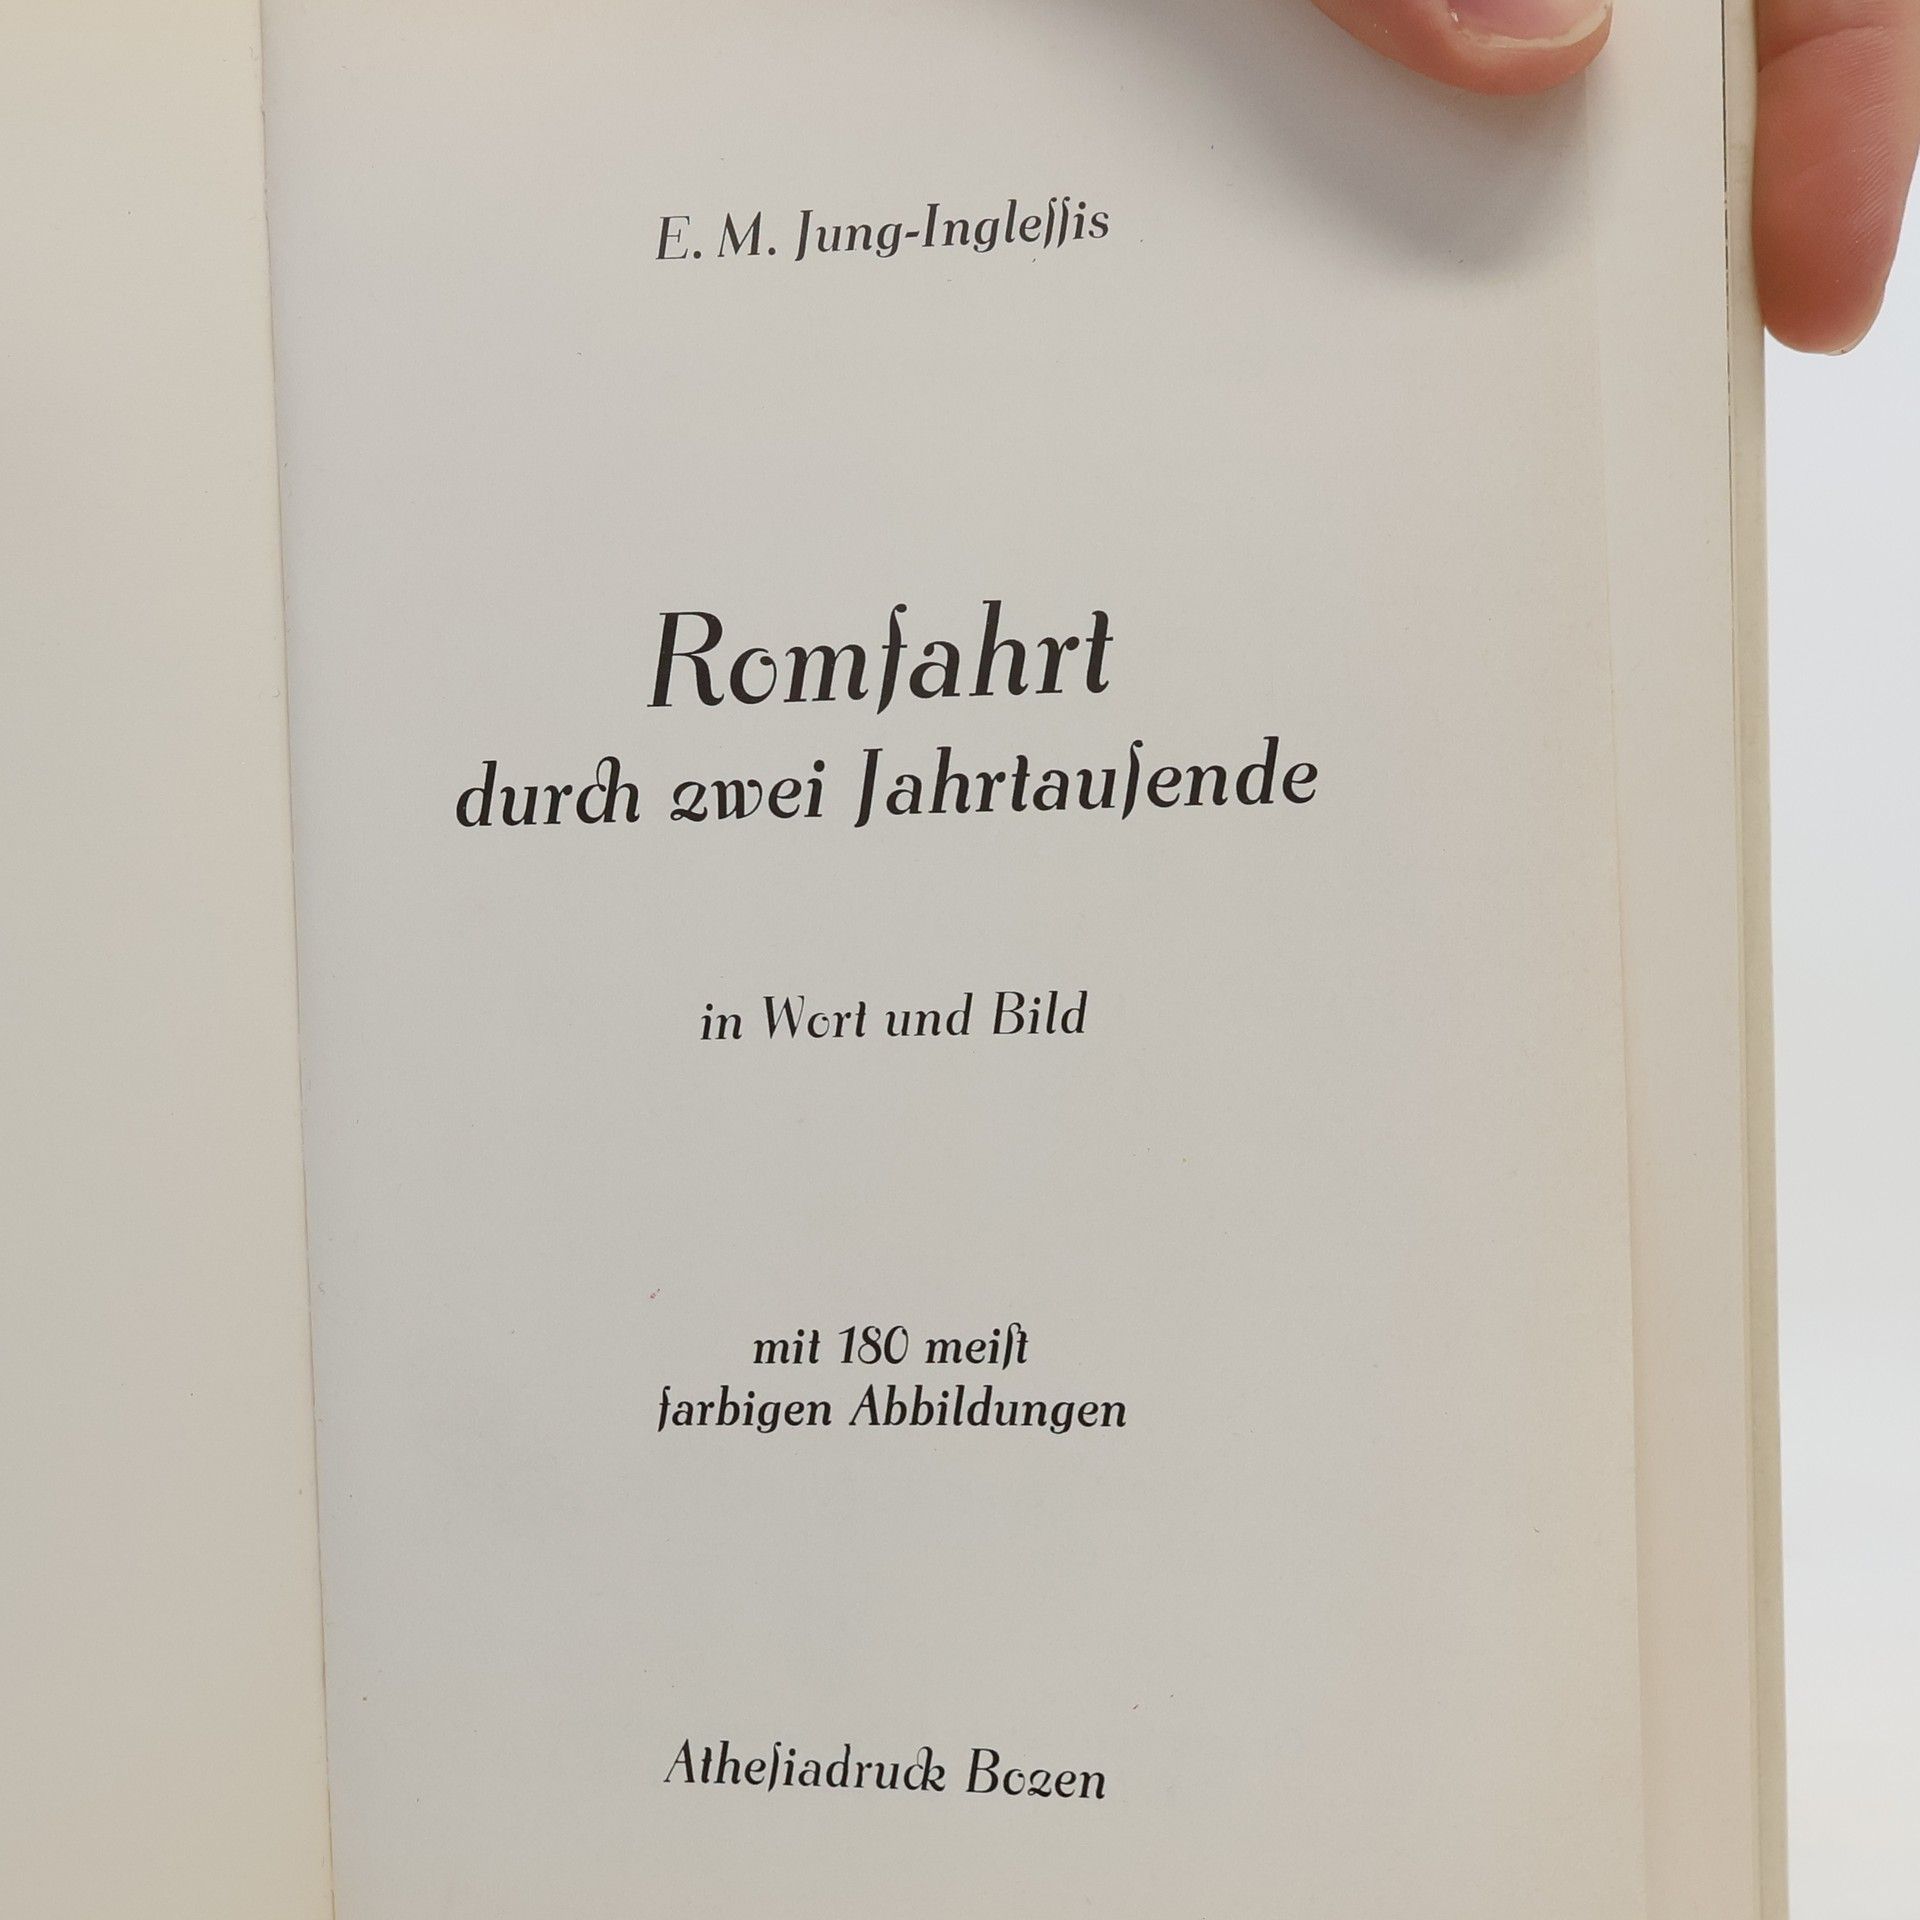 E. M. Jung-Ingleſſis
Romfahrt
durch zwei Jahrtauſende
in Wort und Bild
mit 180 meiſt
farbigen Abbildungen
Atheſiadruck Bozen